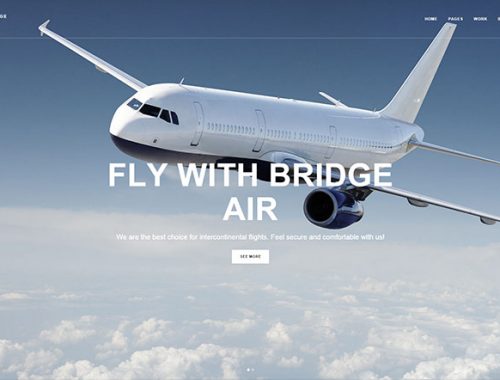 HOME PAGES WORK
FLY WITH BRIDGE
AIR
We are the best choice for intercontinental flights. Feel secure and comfortable with us!
SEE MORE